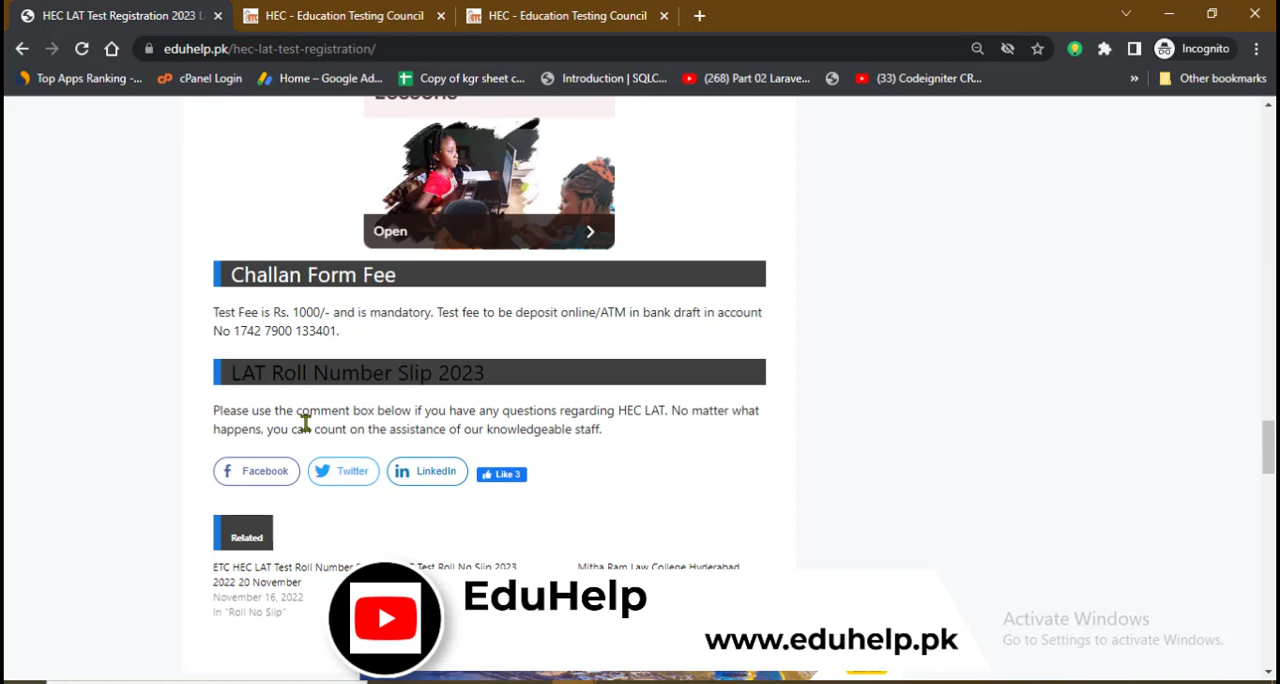 HEC LAT Test Registration 2023 L
HEC - Education Testing Council
HEC - Education Testing Council
eduhelp.pk/hec-lat-test-registration/
Incognito
Top Apps Ranking -...
cPanel Login
Home – Google Ad...
Copy of kgr sheet c...
Introduction | SQLC...
(268) Part 02 Larave...
(33) Codeigniter CR...
»
Other bookmarks
Lessons
Open
Challan Form Fee
Test Fee is Rs. 1000/- and is mandatory. Test fee to be deposit online/ATM in bank draft in account
No 1742 7900 133401.
LAT Roll Number Slip 2023
Please use the comment box below if you have any questions regarding HEC LAT. No matter what
happens, you can count on the assistance of our knowledgeable staff.
Facebook
Twitter
LinkedIn
Like 3
Related
ETC HEC LAT Test Roll Number S
2022 20 November
November 16, 2022
In "Roll No Slip"
Test Roll No Slip 2023
Mitha Ram Law College Hyderabad
EduHelp
www.eduhelp.pk
Activate Windows
Go to Settings to activate Windows.